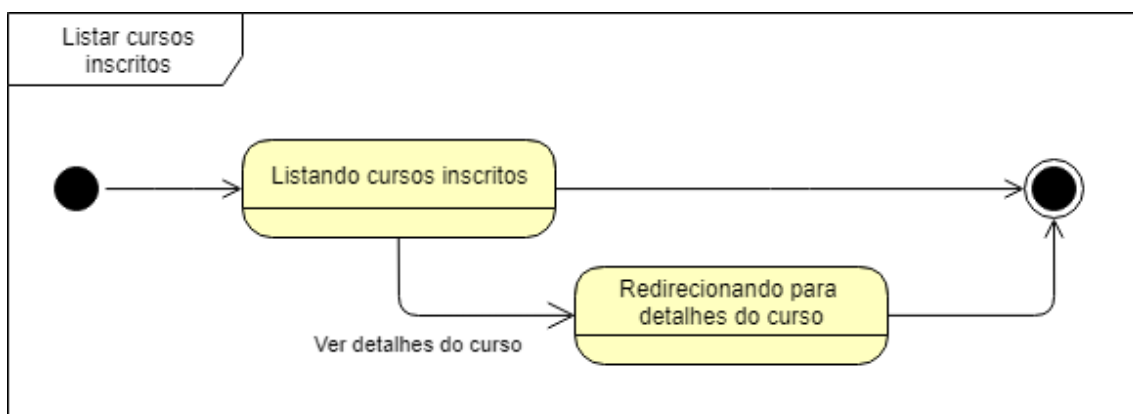 Listar cursos
inscritos
Listando cursos inscritos
Redirecionando para
detalhes do curso
Ver detalhes do curso